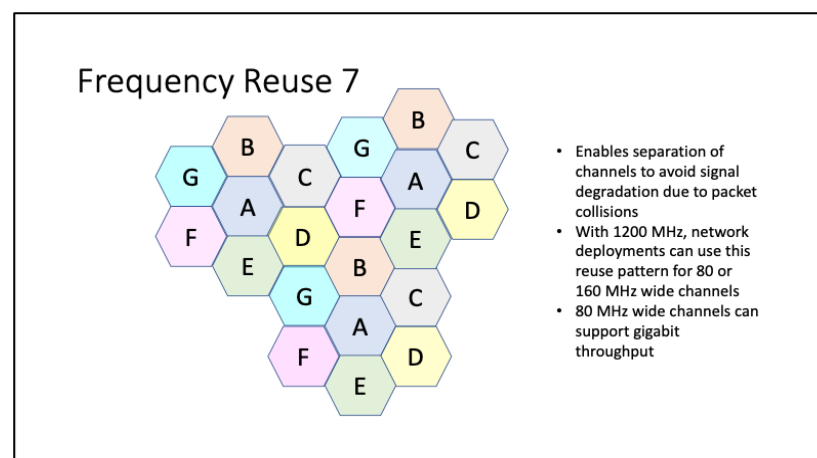 Frequency Reuse 7
B
G
B
C
G
C
A
A
F
D
F
D
E
E
B
G
C
A
F
D
E
• Enables separation of
channels to avoid signal
degradation due to packet
collisions
• With 1200 MHz, network
deployments can use this
reuse pattern for 80 or
160 MHz wide channels
• 80 MHz wide channels can
support gigabit
throughput